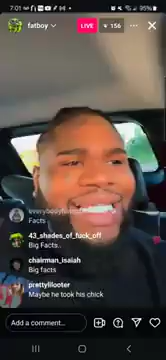 7:01
fatboy
LIVE
156
Facts
43_shades_of_fuck_off
Big Facts..
chairman_isaiah
Big facts
prettylilooter
Maybe he took his chick
Add a comment...